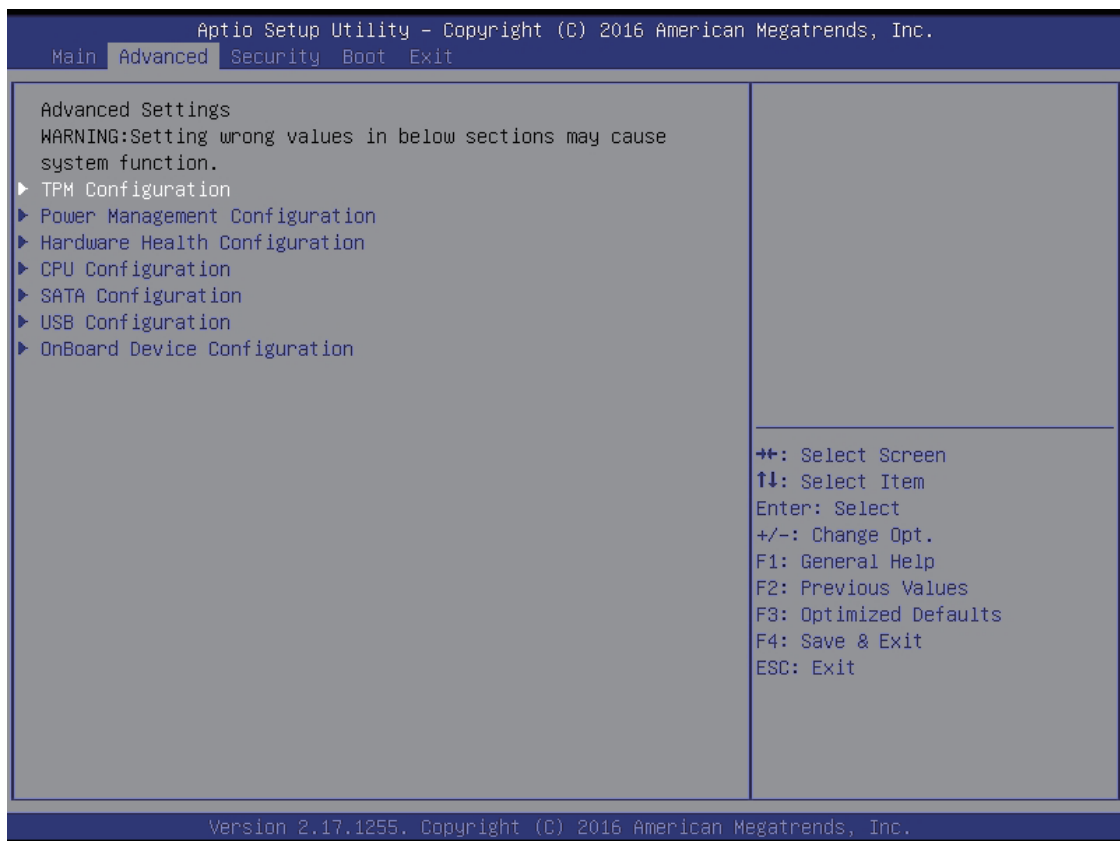 Aptio Setup Utility – Copyright (C) 2016 American Megatrends, Inc.
Main Advanced Security Boot Exit
Advanced Settings
WARNING:Setting wrong values in below sections may cause
system function.
▶ TPM Configuration
▶ Power Management Configuration
▶ Hardware Health Configuration
▶ CPU Configuration
▶ SATA Configuration
▶ USB Configuration
▶ OnBoard Device Configuration
→←: Select Screen
↑↓: Select Item
Enter: Select
+/-: Change Opt.
F1: General Help
F2: Previous Values
F3: Optimized Defaults
F4: Save & Exit
ESC: Exit
Version 2.17.1255. Copyright (C) 2016 American Megatrends, Inc.